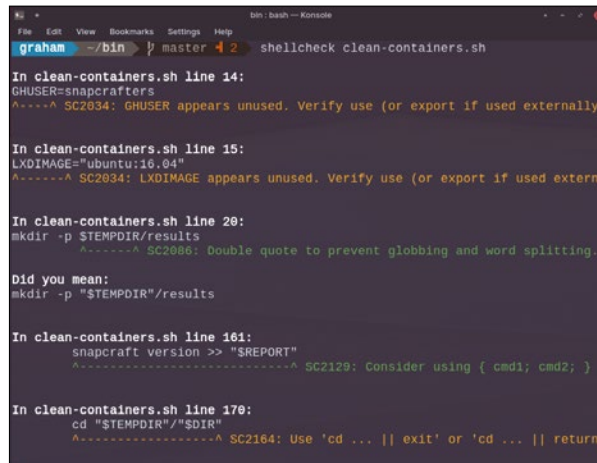 bin : bash — Konsole
File Edit View Bookmarks Settings Help
graham ~/bin master 2 shellcheck clean-containers.sh
In clean-containers.sh line 14:
GHUSER=snapcrafters
^----^ SC2034: GHUSER appears unused. Verify use (or export if used externally
In clean-containers.sh line 15:
LXDIMAGE="ubuntu:16.04"
^------^ SC2034: LXDIMAGE appears unused. Verify use (or export if used extern
In clean-containers.sh line 20:
mkdir -p $TEMPDIR/results
^------^ SC2086: Double quote to prevent globbing and word splitting.
Did you mean:
mkdir -p "$TEMPDIR"/results
In clean-containers.sh line 161:
snapcraft version >> "$REPORT"
^----------------------------^ SC2129: Consider using { cmd1; cmd2; }
In clean-containers.sh line 170:
cd "$TEMPDIR"/"$DIR"
^------------------^ SC2164: Use 'cd ... || exit' or 'cd ... || return